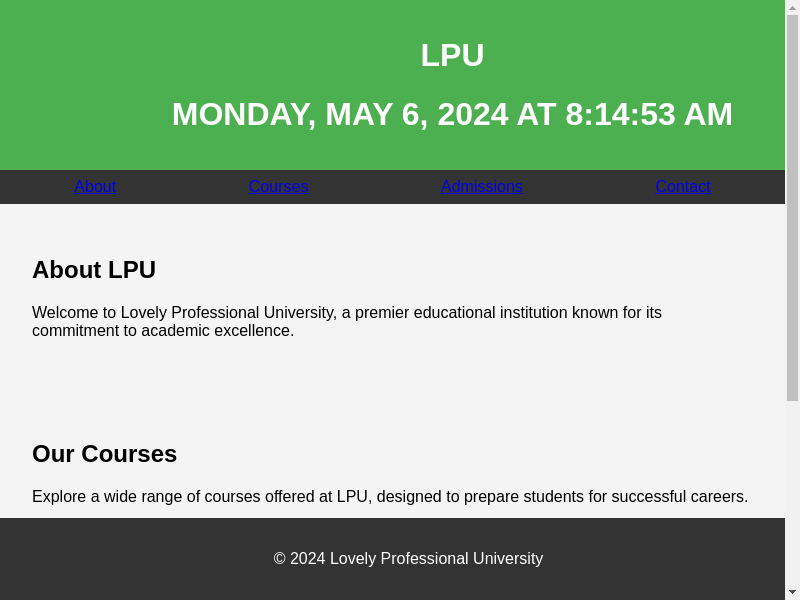 LPU
MONDAY, MAY 6, 2024 AT 8:14:53 AM
About Courses Admissions Contact
About LPU
Welcome to Lovely Professional University, a premier educational institution known for its
commitment to academic excellence.
Our Courses
Explore a wide range of courses offered at LPU, designed to prepare students for successful careers.
© 2024 Lovely Professional University